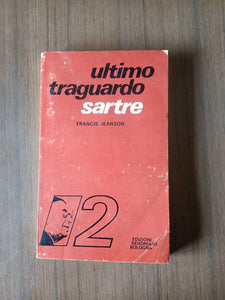 ultimo
traguardo
sartre
FRANCIS JEANSON
2
EDIZIONI
DEHONIANE
BOLOGNA